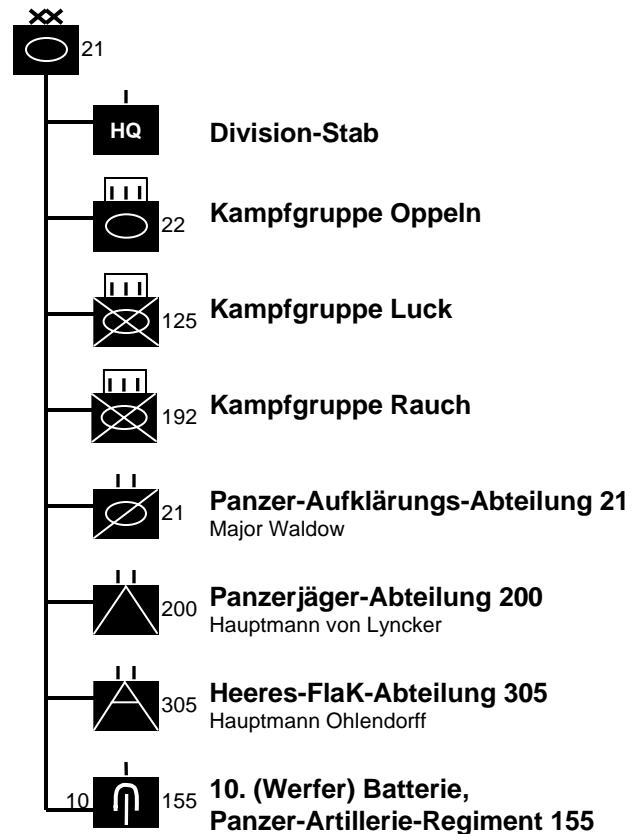 21
HQ
Division-Stab
22
Kampfgruppe Oppeln
125
Kampfgruppe Luck
192
Kampfgruppe Rauch
21
Panzer-Aufklärungs-Abteilung 21
Major Waldow
200
Panzerjäger-Abteilung 200
Hauptmann von Lyncker
305
Heeres-FlaK-Abteilung 305
Hauptmann Ohlendorff
10
155
10. (Werfer) Batterie,
Panzer-Artillerie-Regiment 155